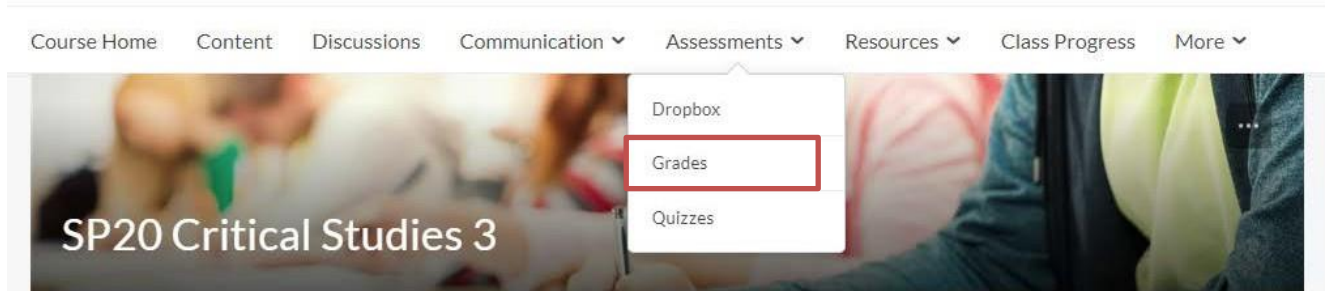 Course Home Content Discussions Communication Assessments Resources Class Progress More
Dropbox
Grades
Quizzes
SP20 Critical Studies 3